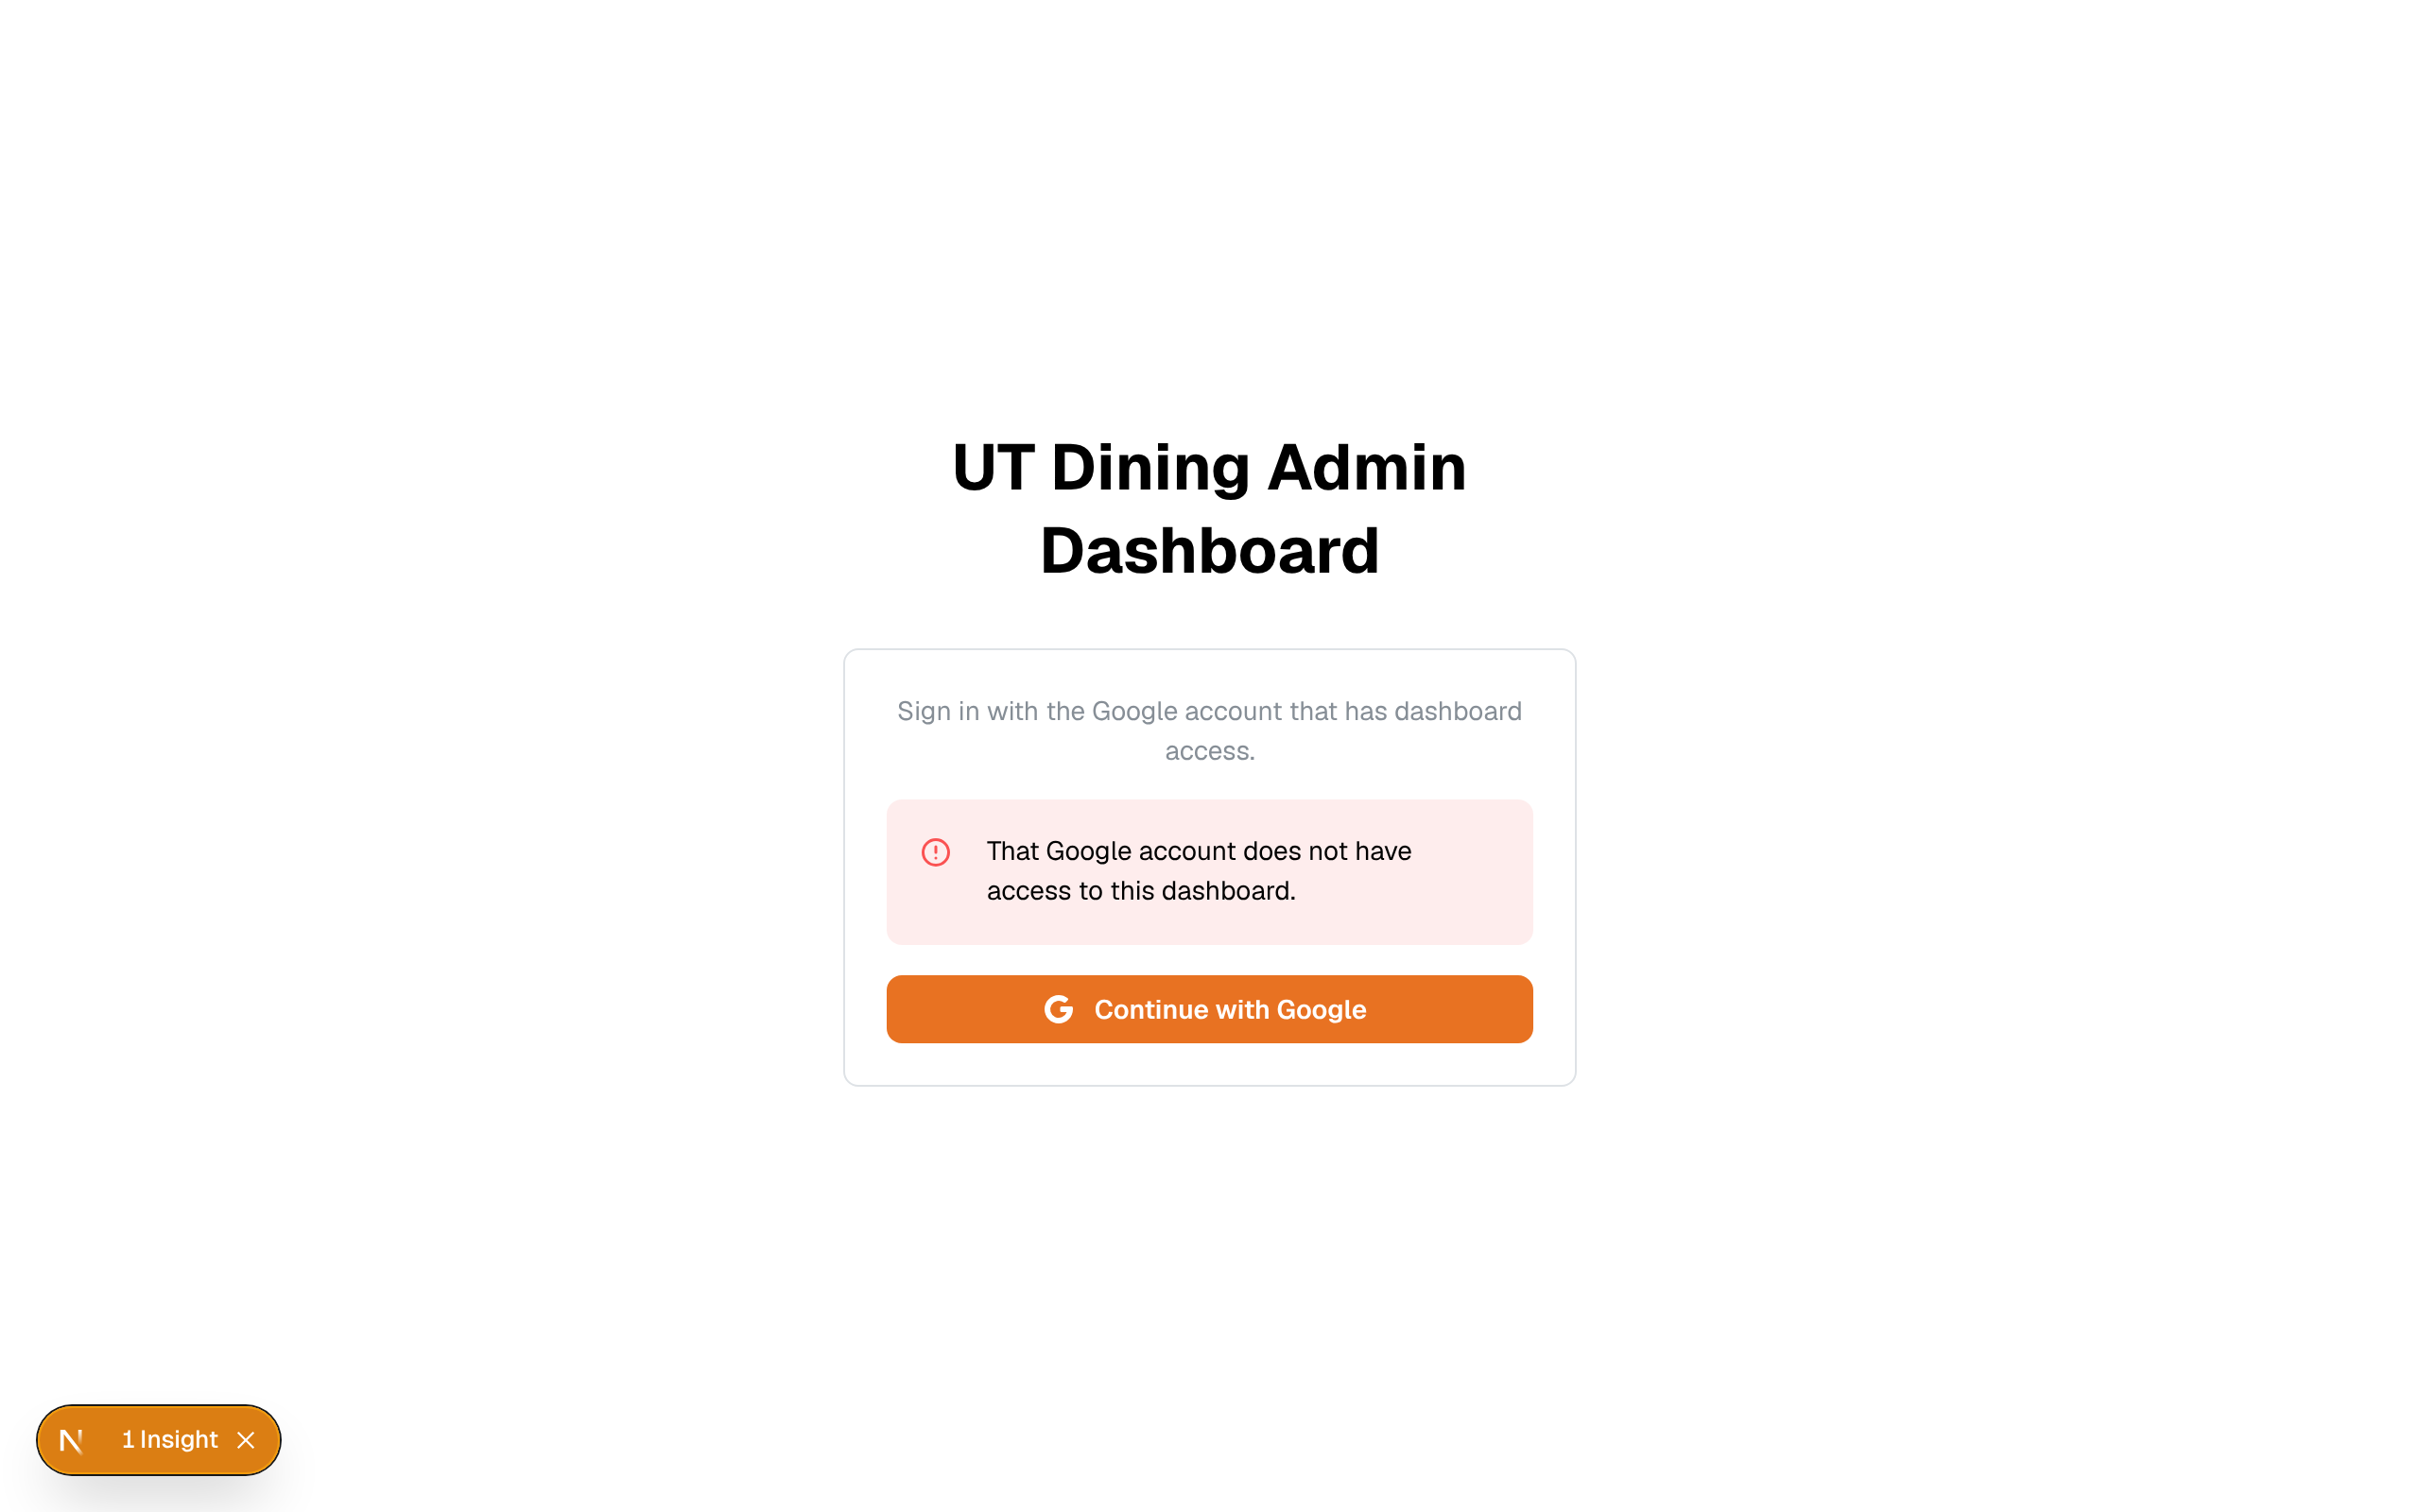 UT Dining Admin
Dashboard
Sign in with the Google account that has dashboard
access.
That Google account does not have
access to this dashboard.
Continue with Google
1 Insight